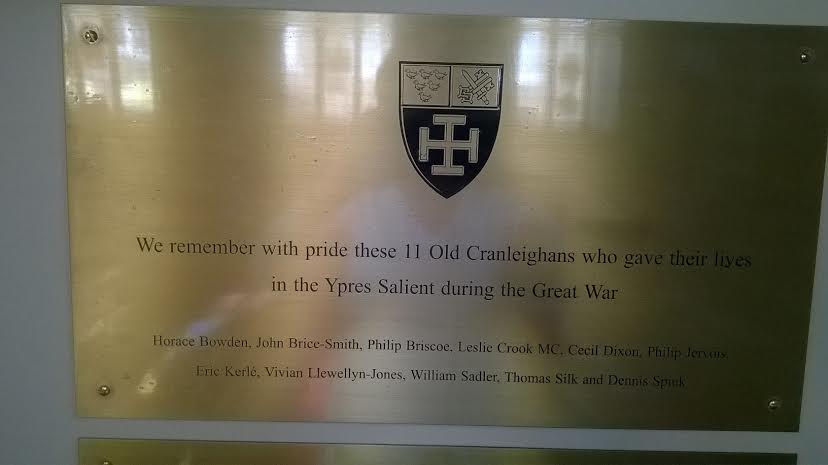 We remember with pride these 11 Old Cranleighans who gave their lives
in the Ypres Salient during the Great War
Horace Bowden, John Brice-Smith, Philip Briscoe, Leslie Crook MC, Cecil Dixon, Philip Jervois,
Eric Kerlé, Vivian Llewellyn-Jones, William Sadler, Thomas Silk and Dennis